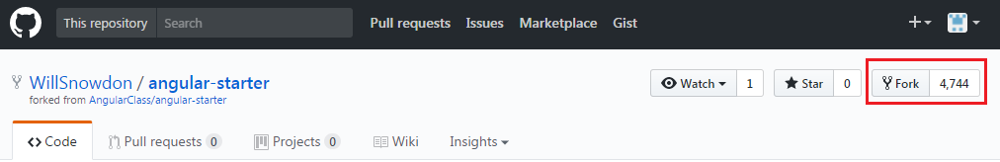 This repository Search Pull requests Issues Marketplace Gist
WillSnowdon / angular-starter Watch 1 Star 0 Fork 4,744
forked from AngularClass/angular-starter
Code Pull requests 0 Projects 0 Wiki Insights